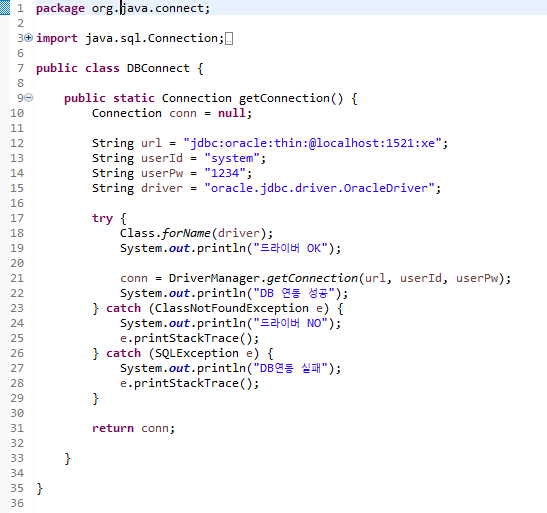 1 package org.java.connect;
2
3 import java.sql.Connection;
6
7 public class DBConnect {
8
9 public static Connection getConnection() {
10 Connection conn = null;
11
12 String url = "jdbc:oracle:thin:@localhost:1521:xe";
13 String userId = "system";
14 String userPw = "1234";
15 String driver = "oracle.jdbc.driver.OracleDriver";
16
17 try {
18 Class.forName(driver);
19 System.out.println("드라이버 OK");
20
21 conn = DriverManager.getConnection(url, userId, userPw);
22 System.out.println("DB 연동 성공");
23 } catch (ClassNotFoundException e) {
24 System.out.println("드라이버 NO");
25 e.printStackTrace();
26 } catch (SQLException e) {
27 System.out.println("DB연동 실패");
28 e.printStackTrace();
29 }
30
31 return conn;
32
33 }
34
35 }
36